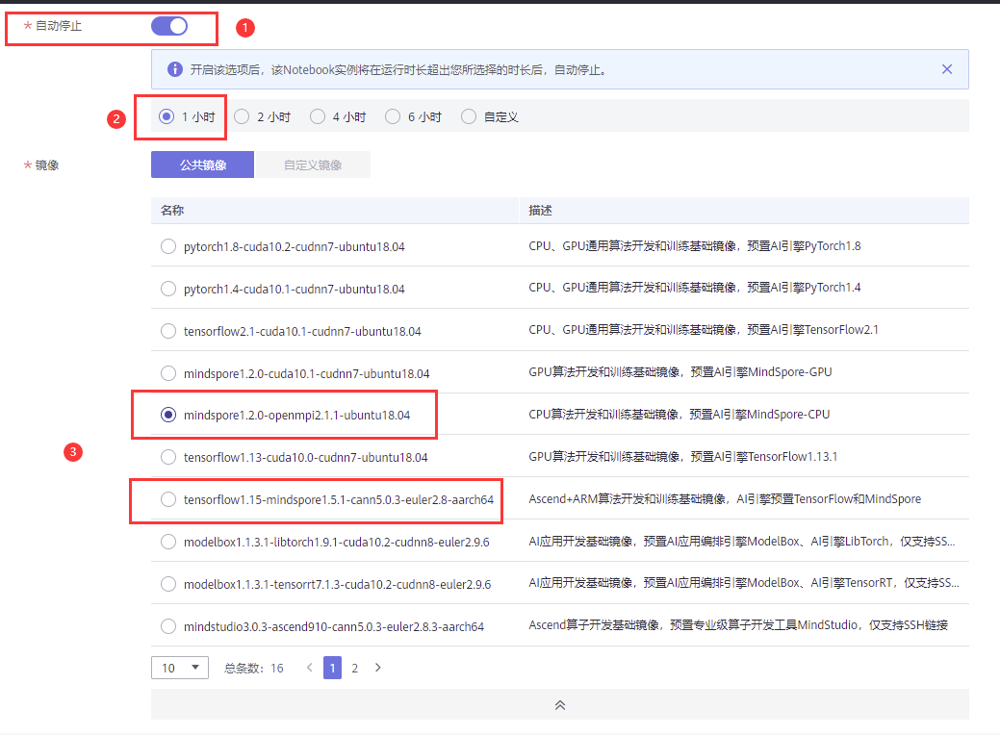 * 自动停止
1
开启该选项后，该Notebook实例将在运行时长超出您所选择的时长后，自动停止。
2
1 小时 2 小时 4 小时 6 小时 自定义
* 镜像 公共镜像 自定义镜像
名称 描述
pytorch1.8-cuda10.2-cudnn7-ubuntu18.04 CPU、GPU通用算法开发和训练基础镜像，预置AI引擎PyTorch1.8
pytorch1.4-cuda10.1-cudnn7-ubuntu18.04 CPU、GPU通用算法开发和训练基础镜像，预置AI引擎PyTorch1.4
tensorflow2.1-cuda10.1-cudnn7-ubuntu18.04 CPU、GPU通用算法开发和训练基础镜像，预置AI引擎TensorFlow2.1
mindspore1.2.0-cuda10.1-cudnn7-ubuntu18.04 GPU算法开发和训练基础镜像，预置AI引擎MindSpore-GPU
mindspore1.2.0-openmpi2.1.1-ubuntu18.04 CPU算法开发和训练基础镜像，预置AI引擎MindSpore-CPU
3
tensorflow1.13-cuda10.0-cudnn7-ubuntu18.04 GPU算法开发和训练基础镜像，预置AI引擎TensorFlow1.13.1
tensorflow1.15-mindspore1.5.1-cann5.0.3-euler2.8-aarch64 Ascend+ARM算法开发和训练基础镜像，AI引擎预置TensorFlow和MindSpore
modelbox1.1.3.1-libtorch1.9.1-cuda10.2-cudnn8-euler2.9.6 AI应用开发基础镜像，预置AI应用编排引擎ModelBox、AI引擎LibTorch，仅支持SS...
modelbox1.1.3.1-tensorrt7.1.3-cuda10.2-cudnn8-euler2.9.6 AI应用开发基础镜像，预置AI应用编排引擎ModelBox、AI引擎TensorRT，仅支持SS...
mindstudio3.0.3-ascend910-cann5.0.3-euler2.8.3-aarch64 Ascend算子开发基础镜像，预置专业级算子开发工具MindStudio，仅支持SSH链接
10 总条数：16 1 2